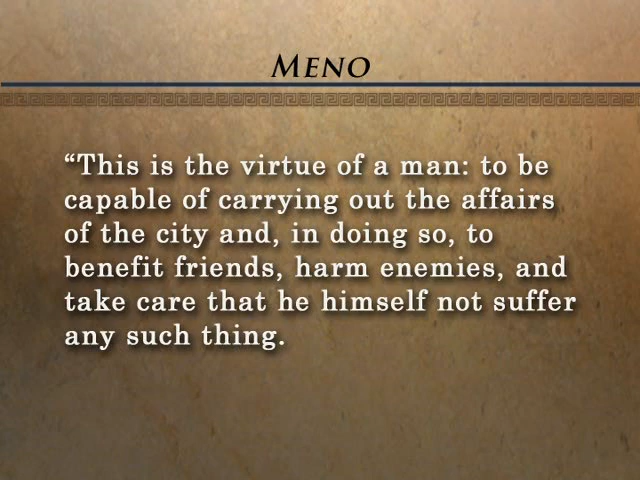 MENO
“This is the virtue of a man: to be
capable of carrying out the affairs
of the city and, in doing so, to
benefit friends, harm enemies, and
take care that he himself not suffer
any such thing.